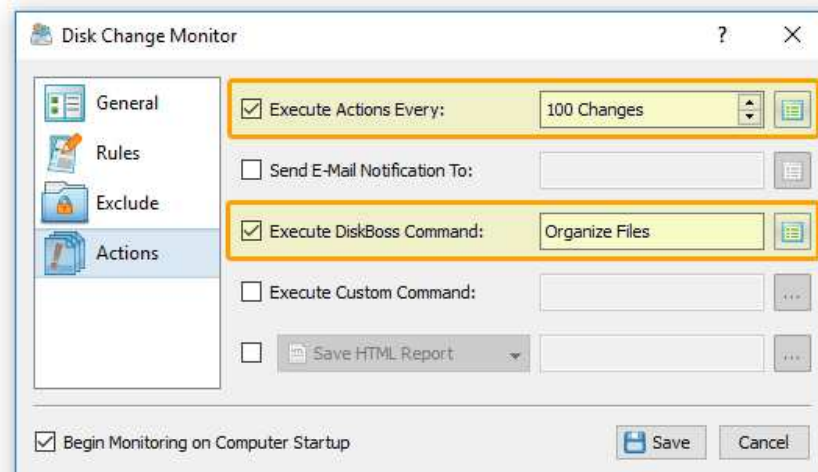 Disk Change Monitor
General
Rules
Exclude
Actions
Execute Actions Every: 100 Changes
Send E-Mail Notification To:
Execute DiskBoss Command: Organize Files
Execute Custom Command: ...
Save HTML Report ...
Begin Monitoring on Computer Startup Save Cancel